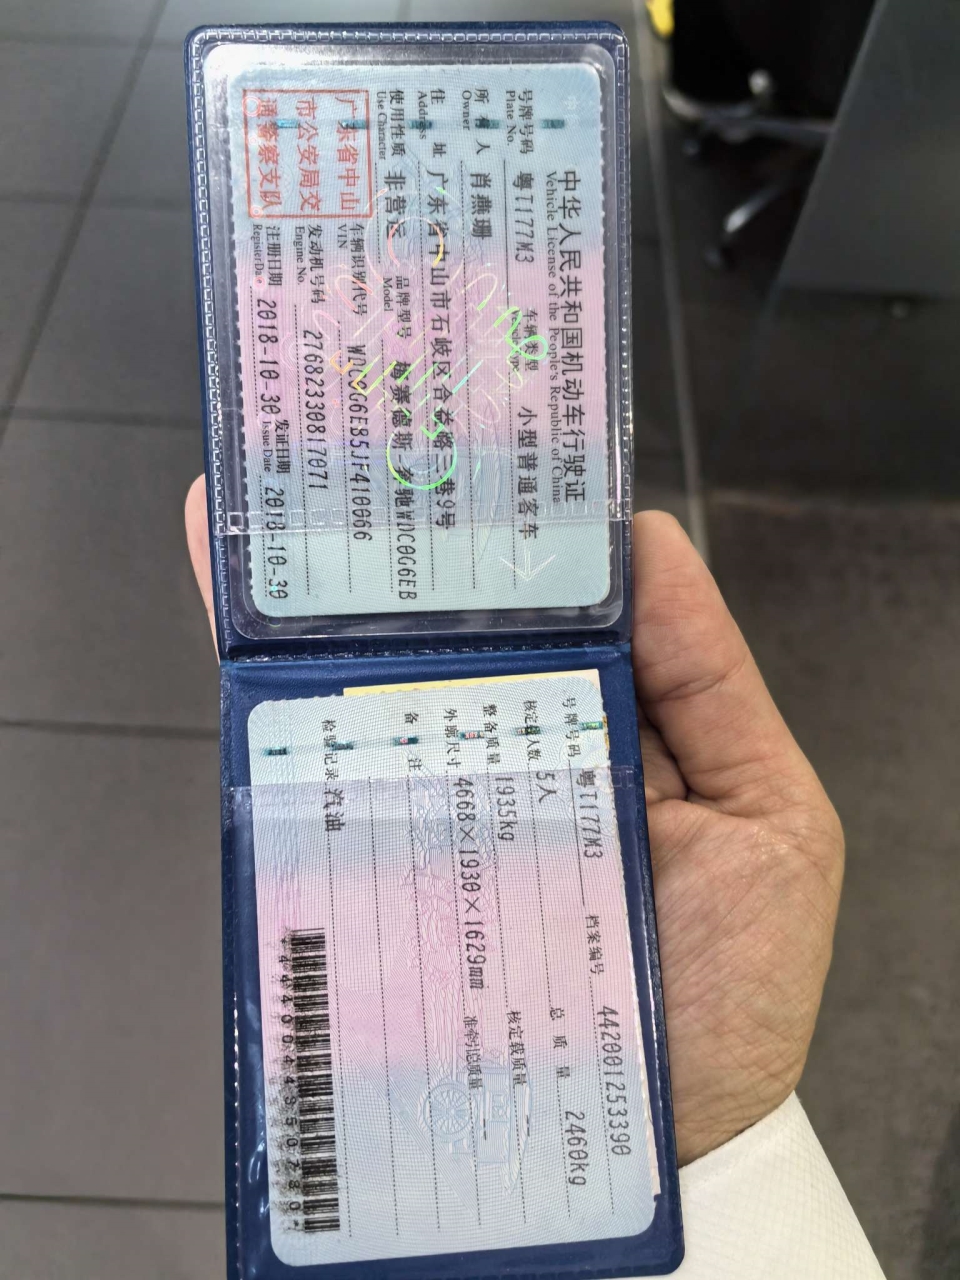 中华人民共和国机动车行驶证
Vehicle License of the People's Republic of China
号牌号码 粤T177M3 车辆类型 小型普通客车
Plate No.
所有人 肖燕珊
Owner
住址 广东省中山市石岐区合益路三巷9号
Address
使用性质 非营运 品牌型号 梅赛德斯-奔驰WDC0G6EB
Use Character Model
广东省中山市公安局交通警察支队
车辆识别代号 WDC0G6EB5JF410066
VIN
发动机号码 27682330817071
Engine No.
注册日期 2018-10-30 发证日期 2018-10-30
Register Date Issue Date
号牌号码 粤T177M3 档案编号 442001253390
核定载人数 5人 总质量 2460kg
整备质量 1935kg 核定载质量 --
外廓尺寸 4668×1930×1629mm 准牵引总质量 --
备注
检验记录 汽油